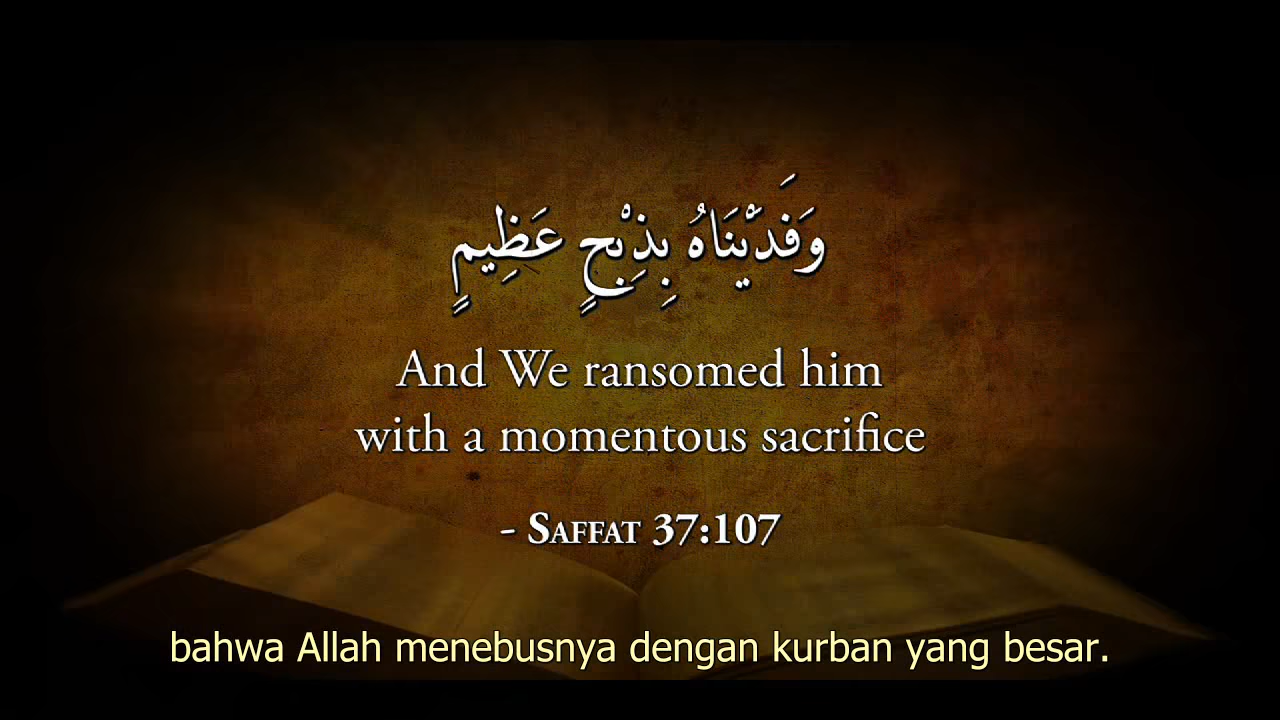 وَفَدَيْنَاهُ بِذِبْحٍ عَظِيمٍ
And We ransomed him
with a momentous sacrifice
- SAFFAT 37:107
bahwa Allah menebusnya dengan kurban yang besar.